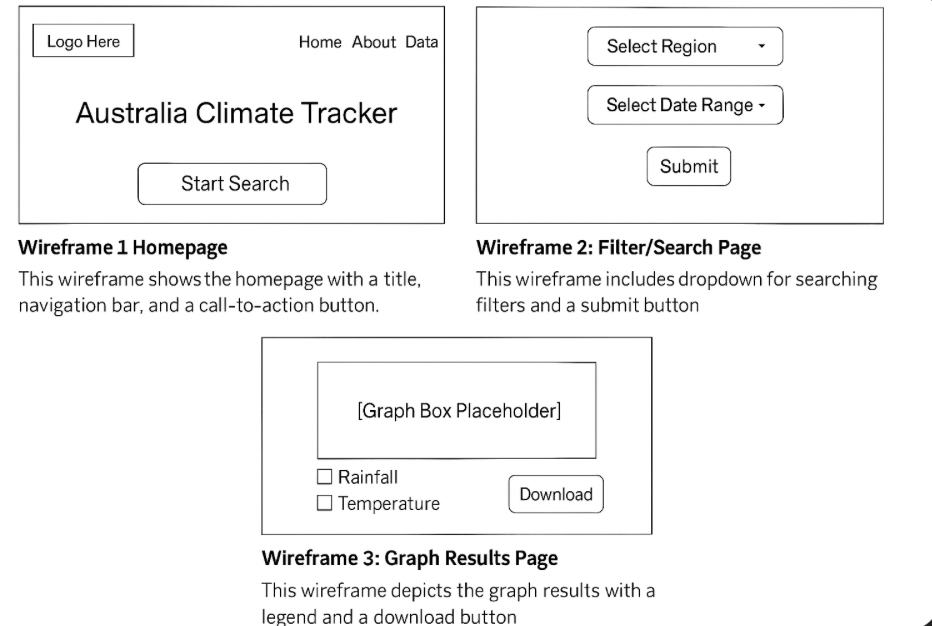 Logo Here
Home About Data
Australia Climate Tracker
Start Search
Wireframe 1 Homepage
This wireframe shows the homepage with a title,
navigation bar, and a call-to-action button.
Select Region
Select Date Range
Submit
Wireframe 2: Filter/Search Page
This wireframe includes dropdown for searching
filters and a submit button
[Graph Box Placeholder]
Rainfall
Temperature
Download
Wireframe 3: Graph Results Page
This wireframe depicts the graph results with a
legend and a download button